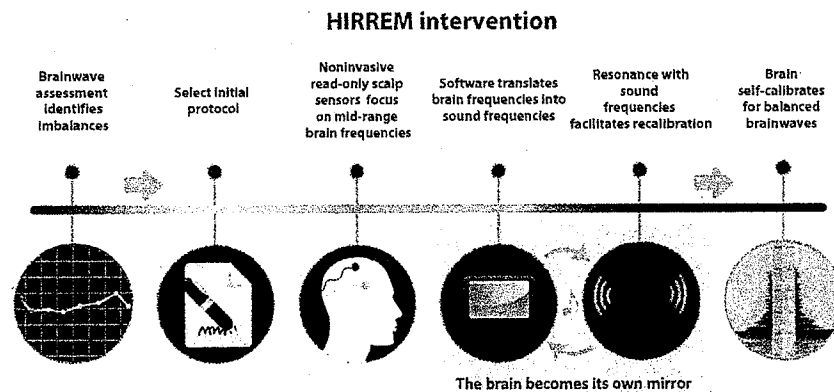 HIRREM intervention
Brainwave
assessment
identifies
imbalances
Select initial
protocol
Noninvasive
read-only scalp
sensors focus
on mid-range
brain frequencies
Software translates
brain frequencies into
sound frequencies
Resonance with
sound
frequencies
facilitates recalibration
Brain
self-calibrates
for balanced
brainwaves
The brain becomes its own mirror